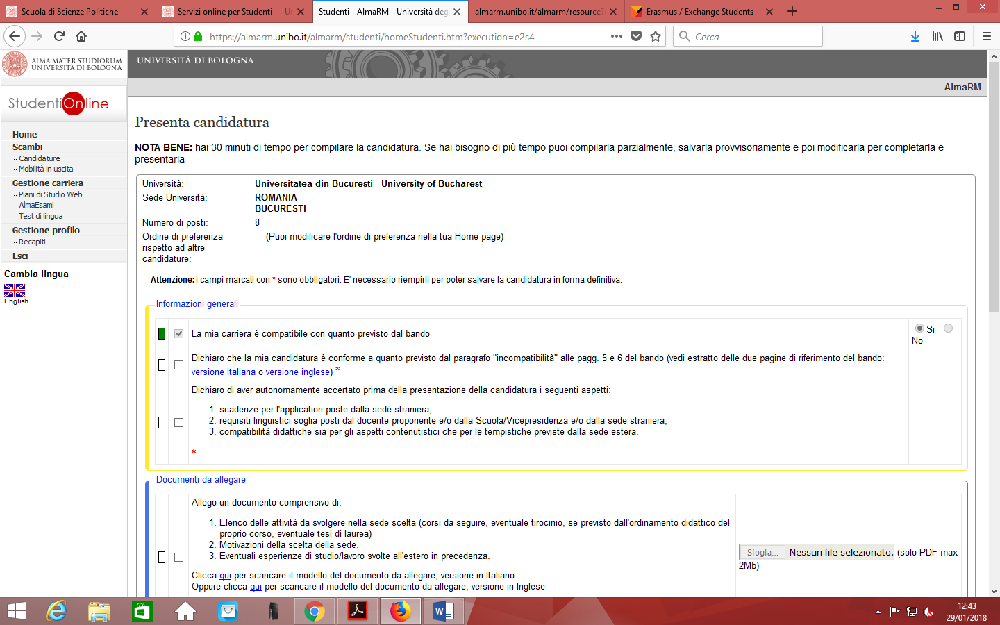 Scuola di Scienze Politiche
Servizi online per Studenti — U
Studenti - AlmaRM - Università deg
almarm.unibo.it/almarm/resource?
Erasmus / Exchange Students
https://almarm.unibo.it/almarm/studenti/homeStudenti.htm?execution=e2s4
Cerca
ALMA MATER STUDIORUM
UNIVERSITÀ DI BOLOGNA
UNIVERSITÀ DI BOLOGNA
AlmaRM
StudentiOnline
Home
Scambi
Candidature
Mobilità in uscita
Gestione carriera
Piani di Studio Web
AlmaEsami
Test di lingua
Gestione profilo
Recapiti
Esci
Cambia lingua
English
Presenta candidatura
NOTA BENE: hai 30 minuti di tempo per compilare la candidatura. Se hai bisogno di più tempo puoi compilarla parzialmente, salvarla provvisoriamente e poi modificarla per completarla e
presentarla
Università: Universitatea din Bucuresti - University of Bucharest
Sede Università: ROMANIA
BUCURESTI
Numero di posti: 8
Ordine di preferenza (Puoi modificare l'ordine di preferenza nella tua Home page)
rispetto ad altre
candidature:
Attenzione: i campi marcati con * sono obbligatori. E' necessario riempirli per poter salvare la candidatura in forma definitiva.
Informazioni generali
La mia carriera è compatibile con quanto previsto dal bando
Si
No
Dichiaro che la mia candidatura è conforme a quanto previsto dal paragrafo "incompatibilità" alle pagg. 5 e 6 del bando (vedi estratto delle due pagine di riferimento del bando:
versione italiana o versione inglese) *
Dichiaro di aver autonomamente accertato prima della presentazione della candidatura i seguenti aspetti:
1. scadenze per l'application poste dalla sede straniera,
2. requisiti linguistici soglia posti dal docente proponente e/o dalla Scuola/Vicepresidenza e/o dalla sede straniera,
3. compatibilità didattiche sia per gli aspetti contenutistici che per le tempistiche previste dalla sede estera.
*
Documenti da allegare
Allego un documento comprensivo di:
1. Elenco delle attività da svolgere nella sede scelta (corsi da seguire, eventuale tirocinio, se previsto dall'ordinamento didattico del
proprio corso, eventuale tesi di laurea)
2. Motivazioni della scelta della sede,
3. Eventuali esperienze di studio/lavoro svolte all'estero in precedenza.
Clicca qui per scaricare il modello del documento da allegare, versione in Italiano
Oppure clicca qui per scaricare il modello del documento da allegare, versione in Inglese
Sfoglia... Nessun file selezionato. (solo PDF max
2Mb)
12:43
29/01/2018